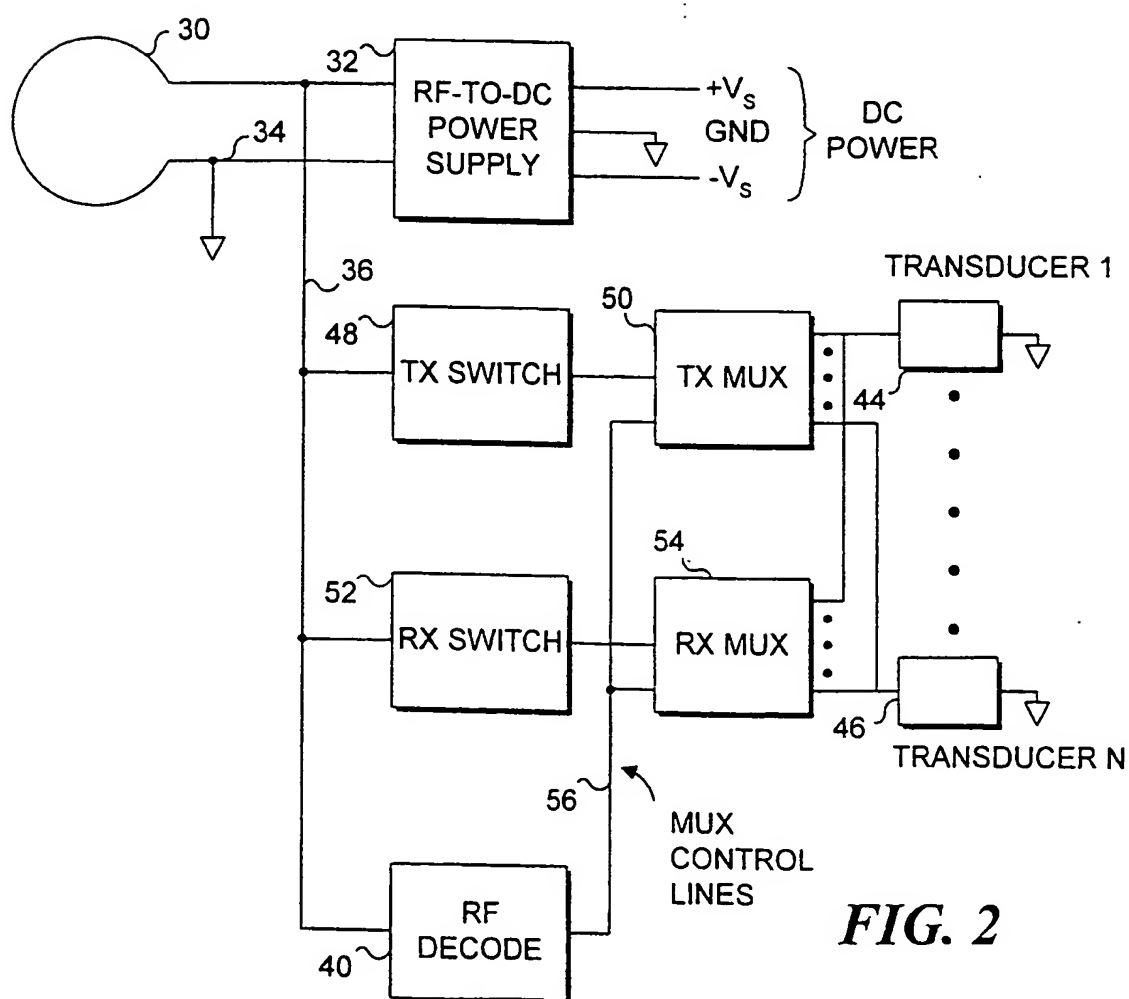 30
32
RF-TO-DC
POWER
SUPPLY
+VS
GND
-VS
DC
POWER
34
36
TRANSDUCER 1
48
TX SWITCH
50
TX MUX
44
52
RX SWITCH
54
RX MUX
46
TRANSDUCER N
56
MUX
CONTROL
LINES
RF
DECODE
40
FIG. 2